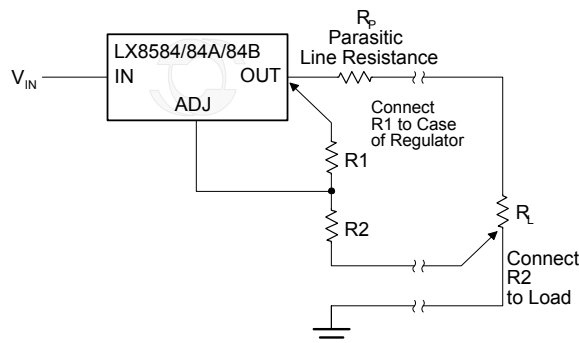 R_P
Parasitic
Line Resistance
LX8584/84A/84B
V_IN
IN
OUT
ADJ
Connect
R1 to Case
of Regulator
R1
R2
R_L
Connect
R2
to Load